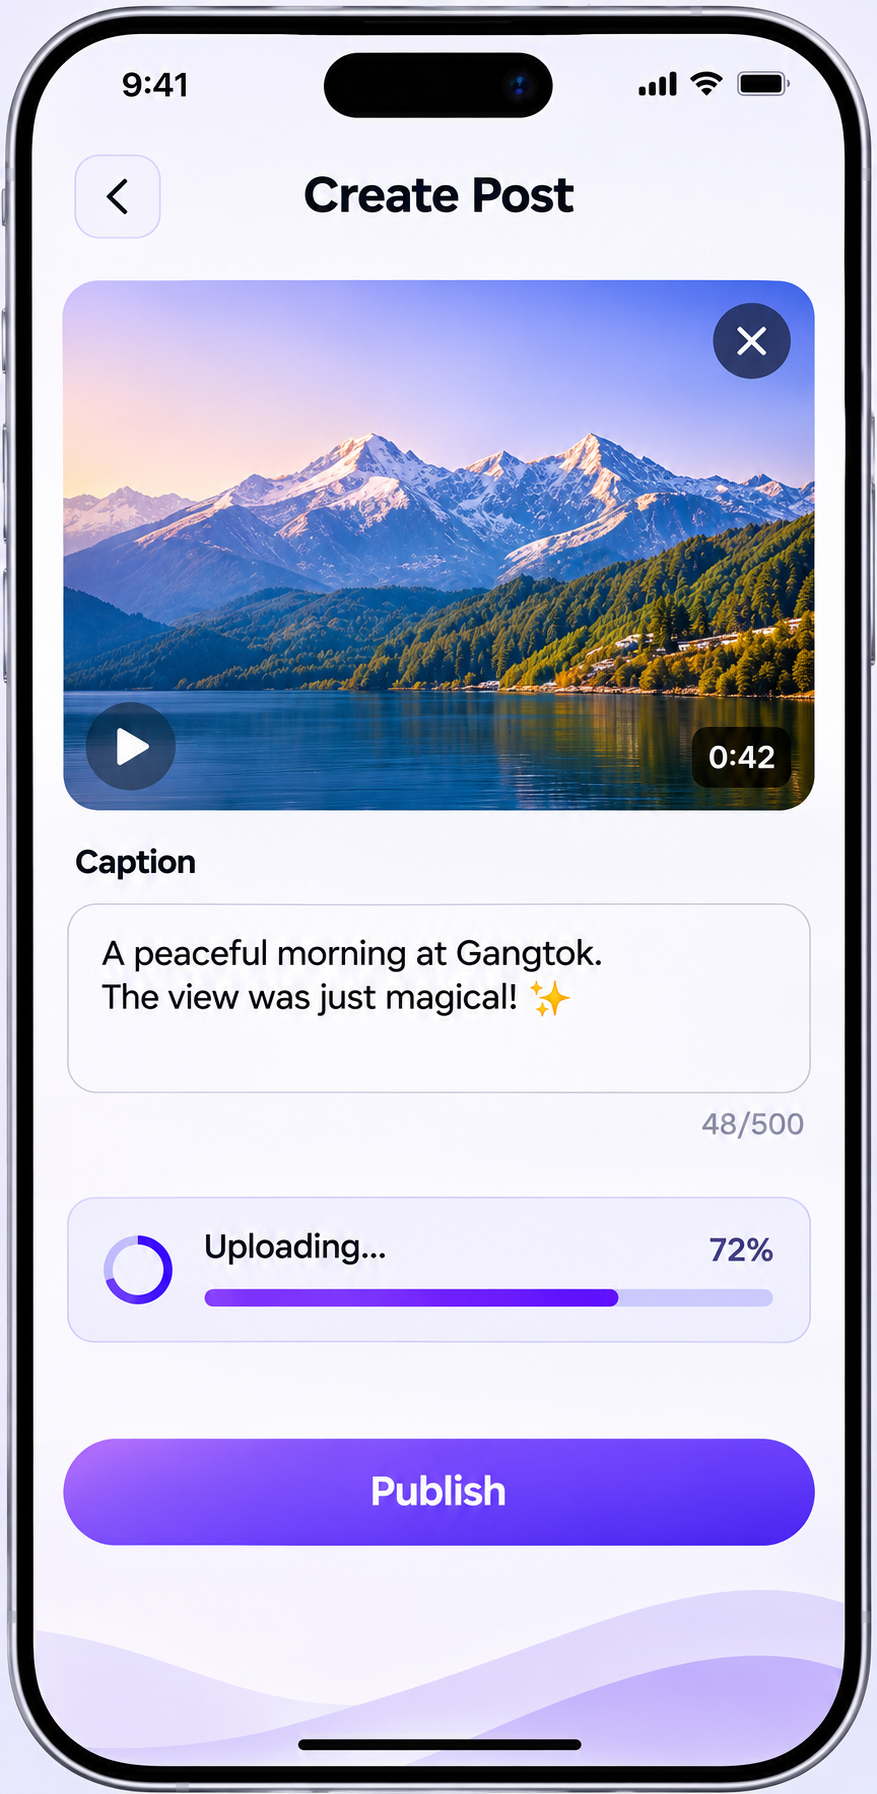 9:41
Create Post
0:42
Caption
A peaceful morning at Gangtok.
The view was just magical! ✨
48/500
Uploading...
72%
Publish